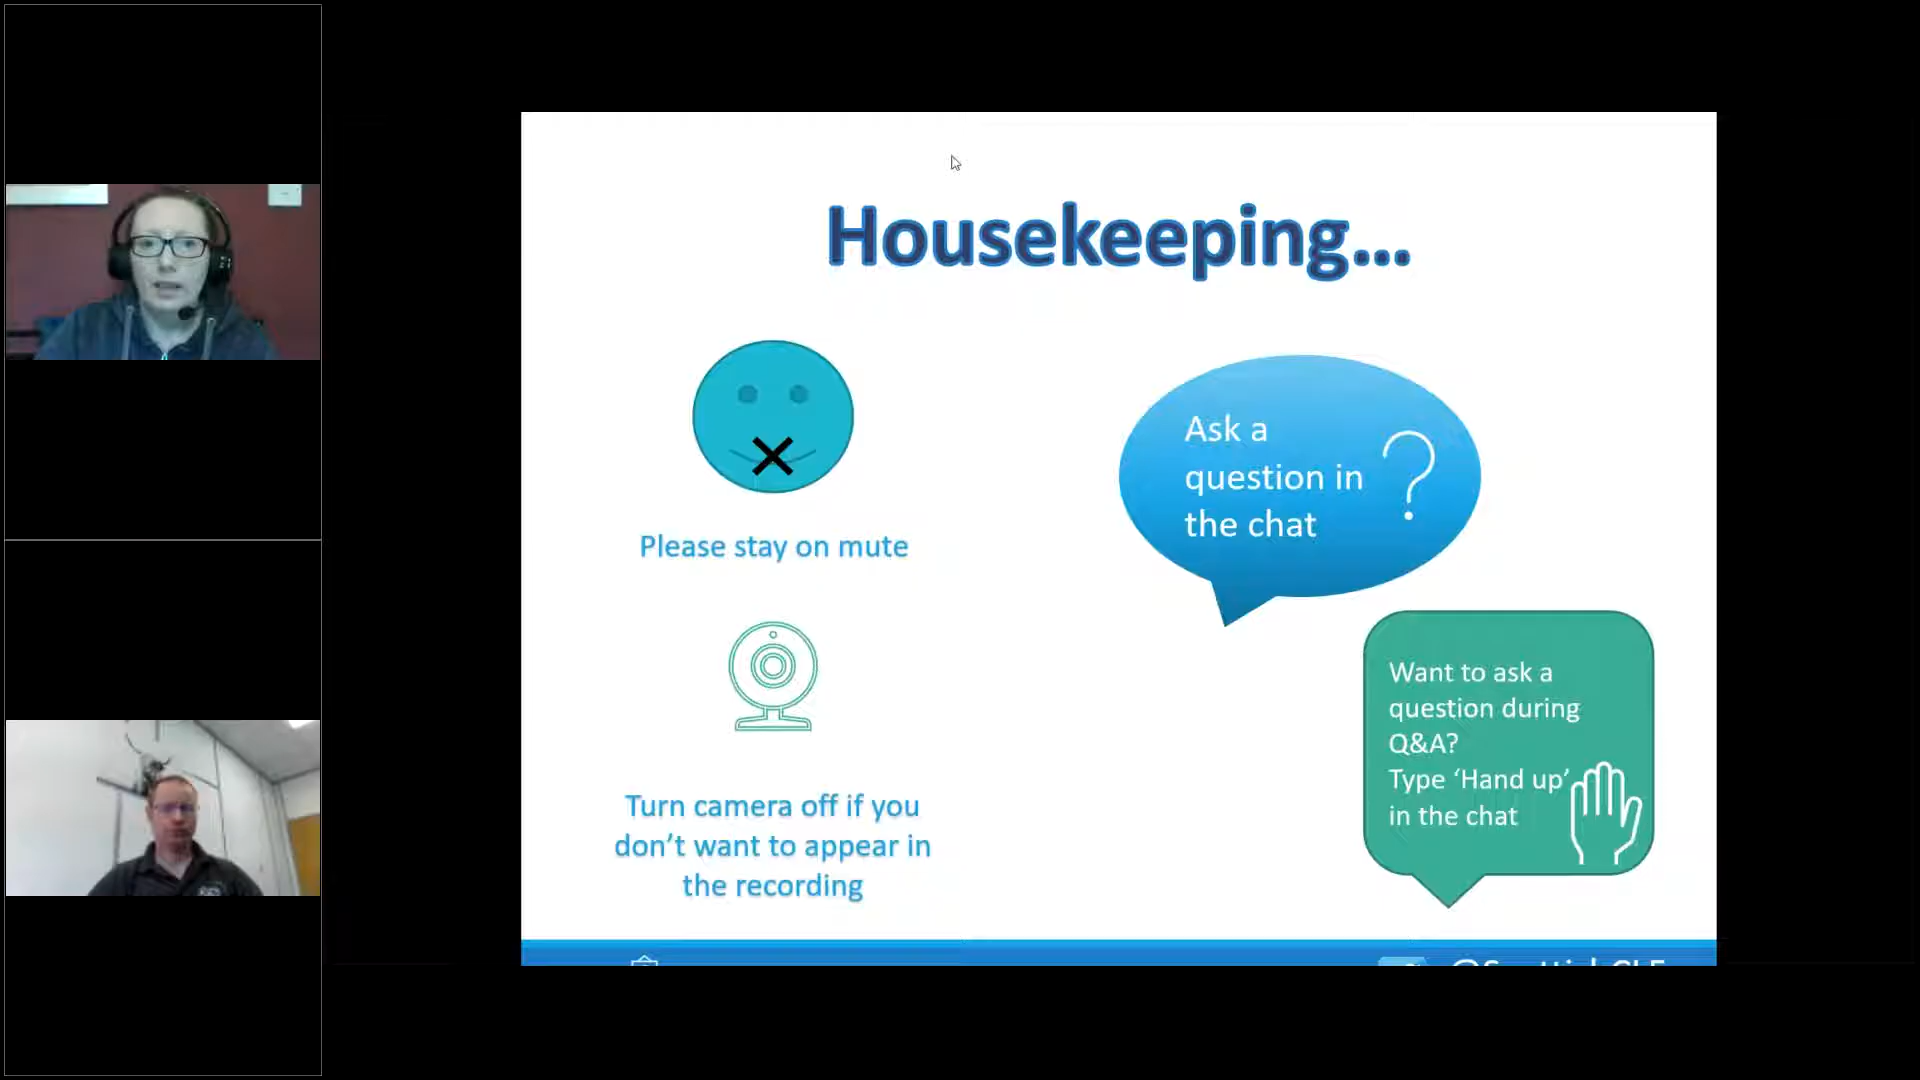 Housekeeping...
Please stay on mute
Ask a
question in
the chat
?
Turn camera off if you
don't want to appear in
the recording
Want to ask a
question during
Q&A?
Type ‘Hand up’
in the chat